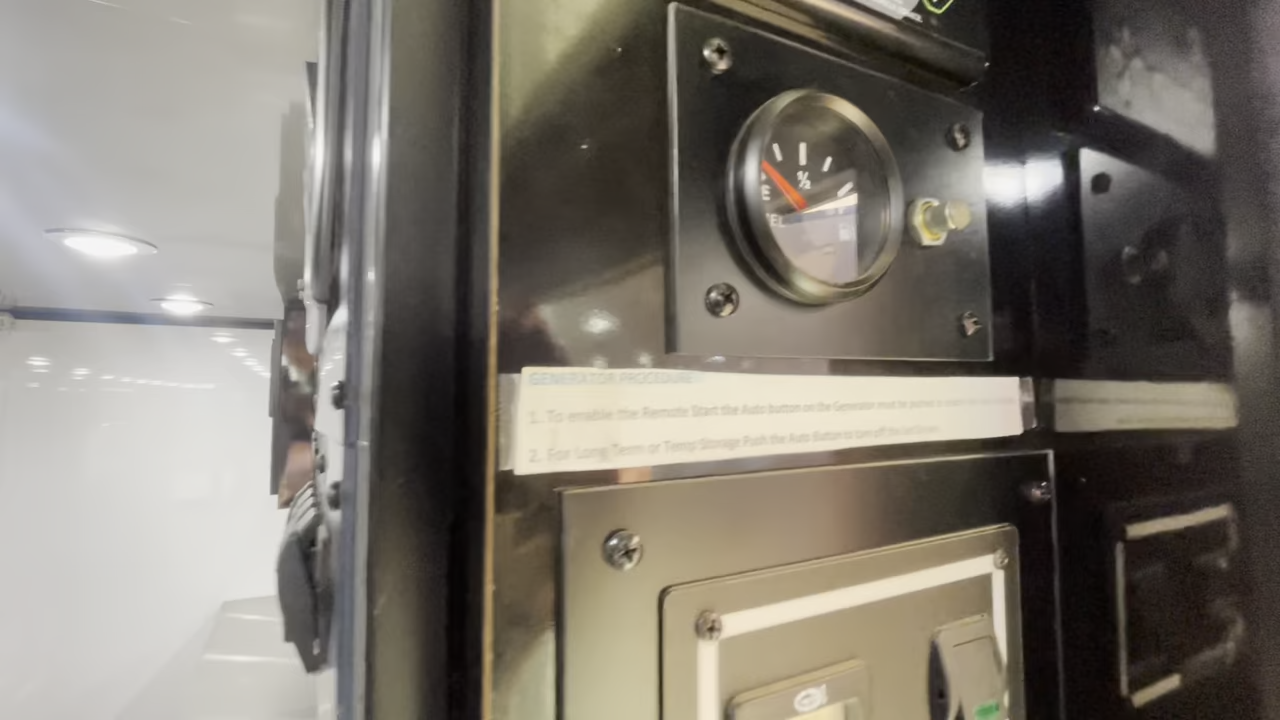 ½
E
GENERATOR PROCEDURE
1. To enable the Remote Start the Auto button on the Generator must be pushed
2. For Long Term or Temp Storage Push the Auto Button to turn off the